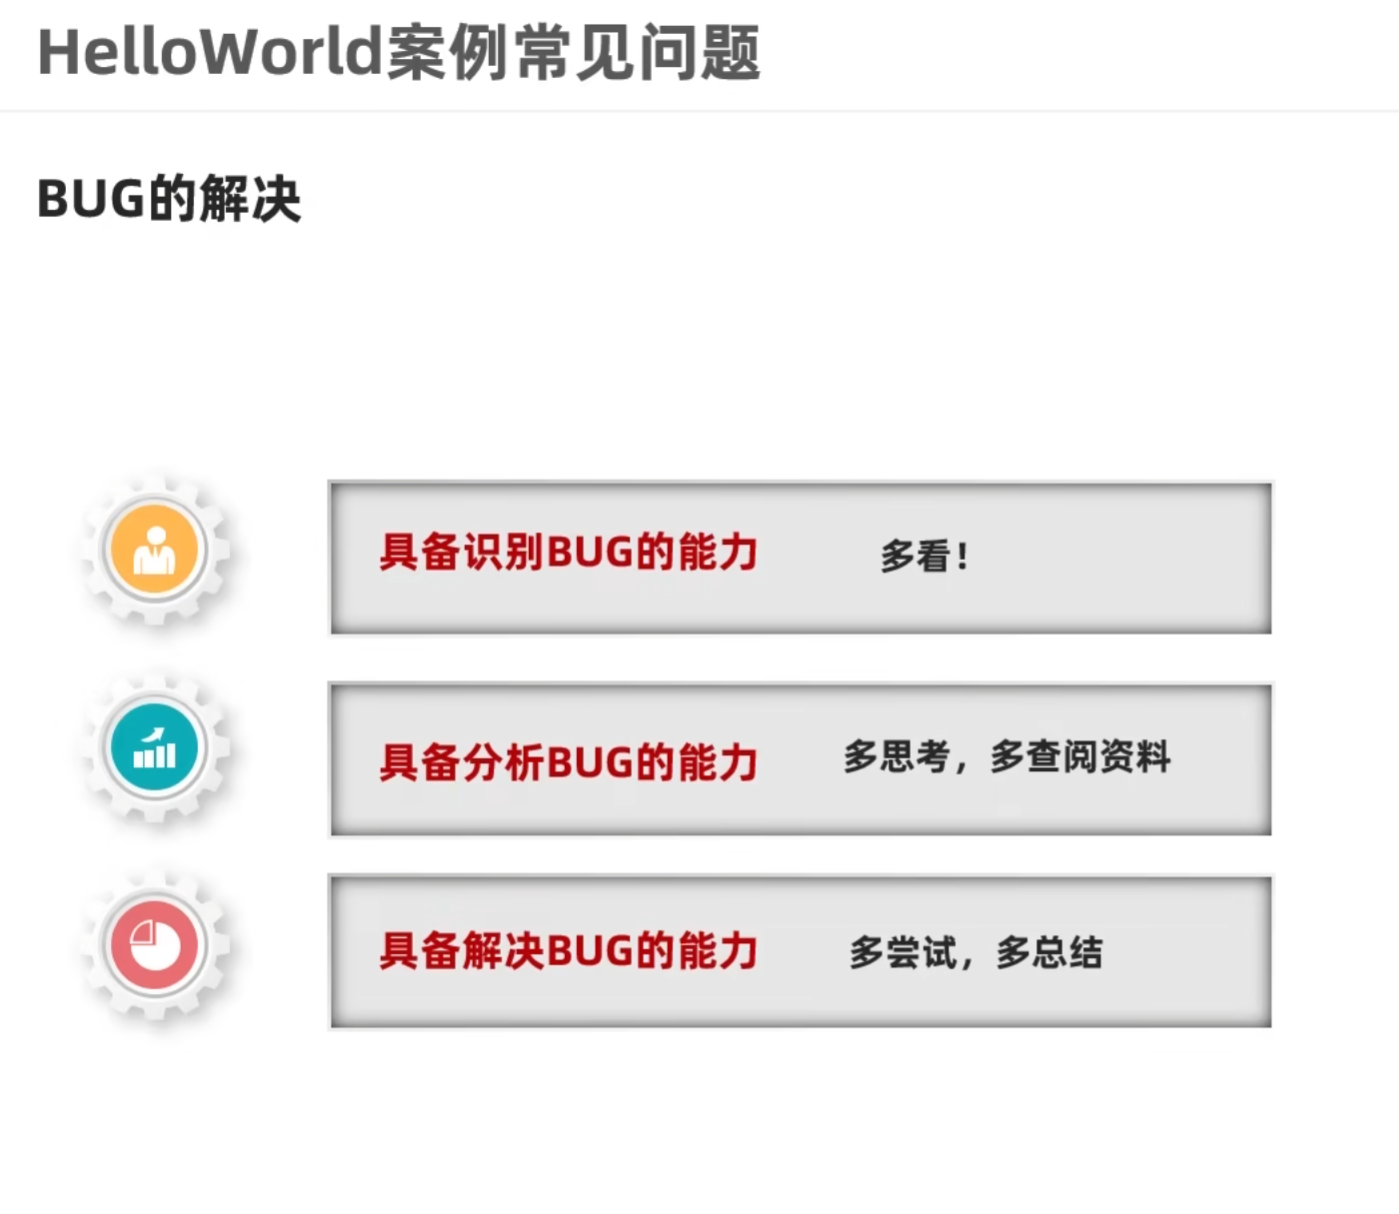 HelloWorld案例常见问题
BUG的解决
具备识别BUG的能力 多看！
具备分析BUG的能力 多思考，多查阅资料
具备解决BUG的能力 多尝试，多总结